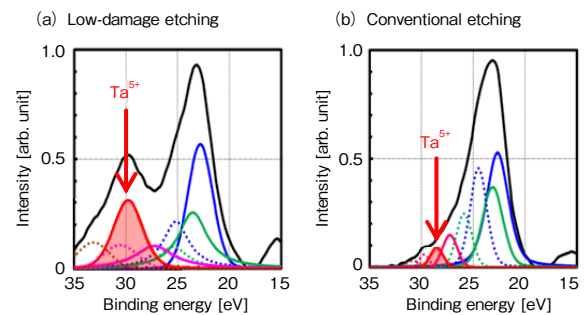 (a) Low-damage etching
1.0
0.5
0
Intensity [arb. unit]
Ta5+
35 30 25 20 15
Binding energy [eV]
(b) Conventional etching
1.0
0.5
0
Intensity [arb. unit]
Ta5+
35 30 25 20 15
Binding energy [eV]